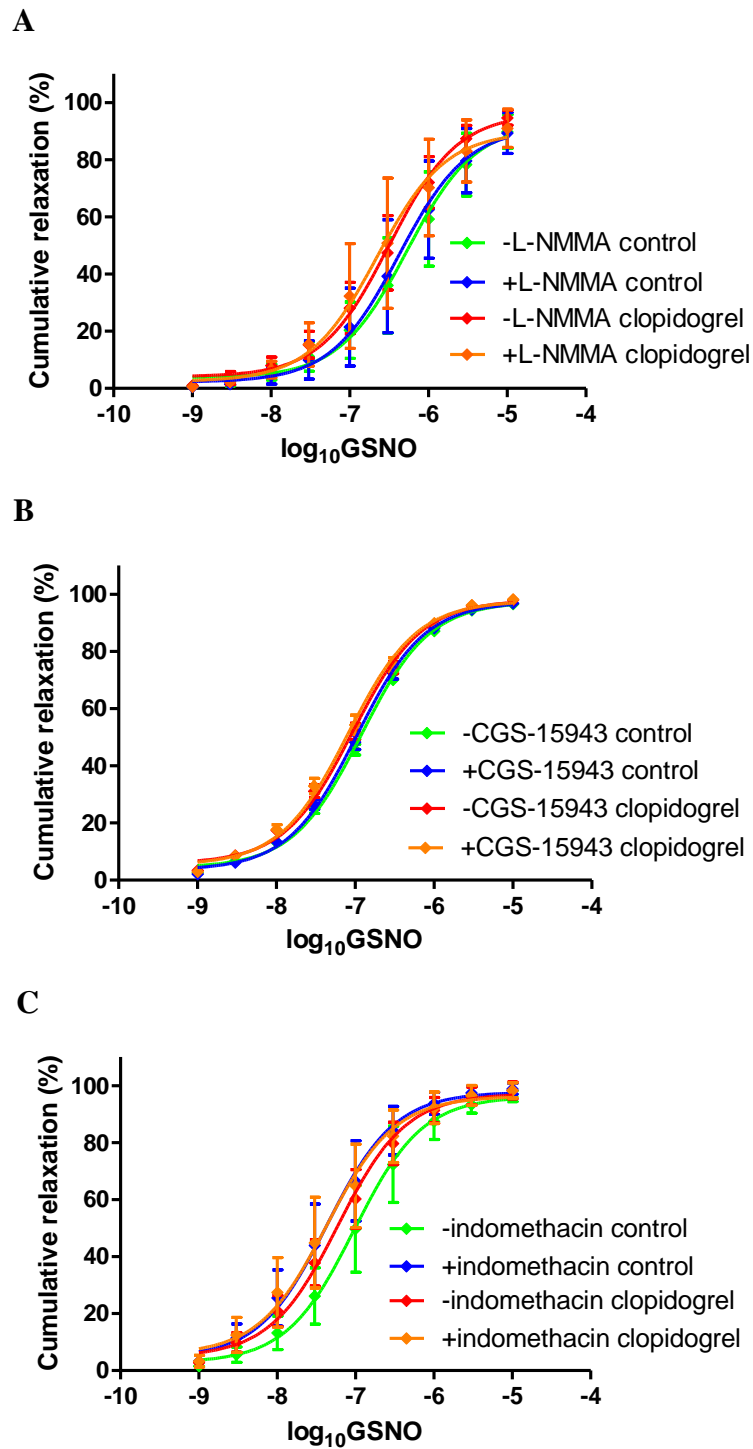 A
Cumulative relaxation (%)
100
80
60
40
20
0
-10 -9 -8 -7 -6 -5 -4
log₁₀GSNO
-L-NMMA control
+L-NMMA control
-L-NMMA clopidogrel
+L-NMMA clopidogrel
B
Cumulative relaxation (%)
100
80
60
40
20
0
-10 -9 -8 -7 -6 -5 -4
log₁₀GSNO
-CGS-15943 control
+CGS-15943 control
-CGS-15943 clopidogrel
+CGS-15943 clopidogrel
C
Cumulative relaxation (%)
100
80
60
40
20
0
-10 -9 -8 -7 -6 -5 -4
log₁₀GSNO
-indomethacin control
+indomethacin control
-indomethacin clopidogrel
+indomethacin clopidogrel